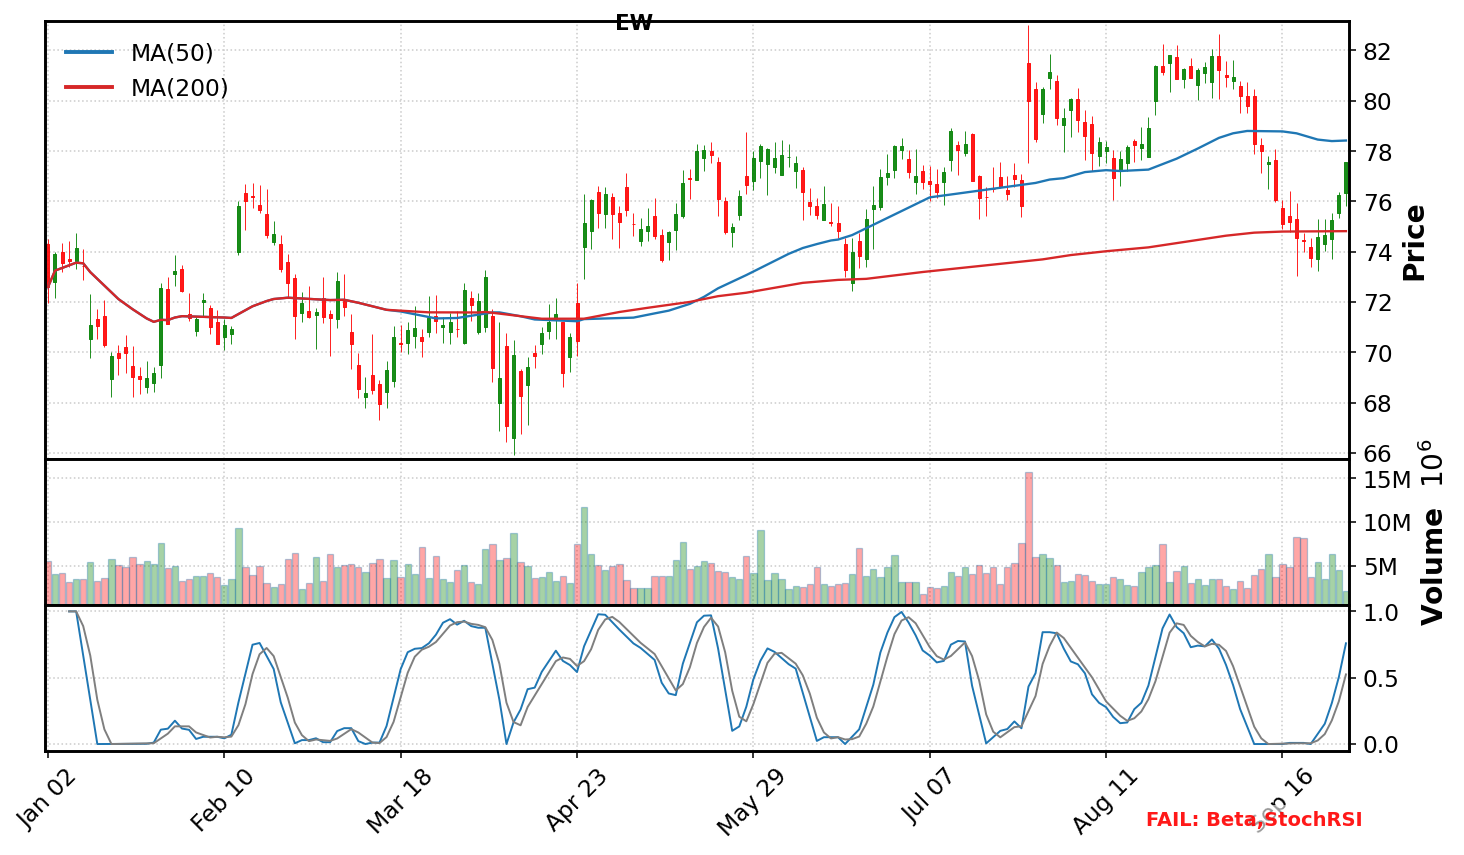 EW
MA(50)
MA(200)
82
80
78
76
74
72
70
68
66
Price
15M
10M
5M
Volume 10^6
1.0
0.5
0.0
Jan 02
Feb 10
Mar 18
Apr 23
May 29
Jul 07
Aug 11
Sep 16
FAIL: Beta,StochRSI